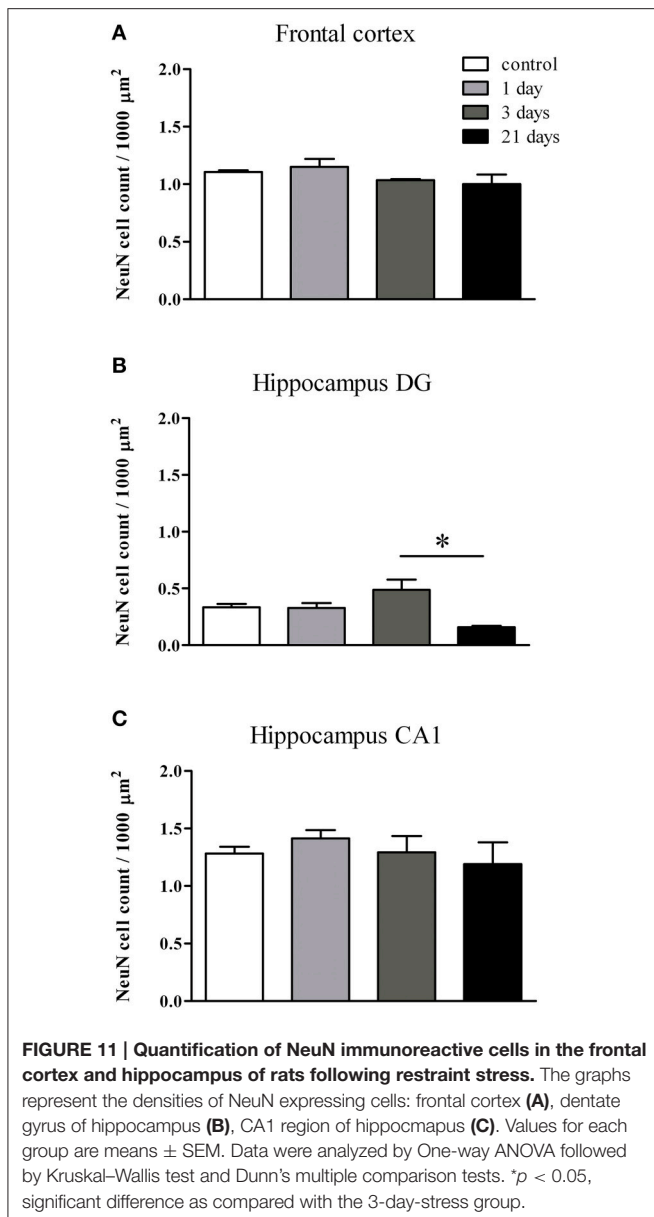 A
Frontal cortex
control
1 day
3 days
21 days
NeuN cell count / 1000 μm²
2.0
1.5
1.0
0.5
0.0
B
Hippocampus DG
NeuN cell count / 1000 μm²
2.0
1.5
1.0
0.5
0.0
*
C
Hippocampus CA1
NeuN cell count / 1000 μm²
2.0
1.5
1.0
0.5
0.0
FIGURE 11 | Quantification of NeuN immunoreactive cells in the frontal
cortex and hippocampus of rats following restraint stress. The graphs
represent the densities of NeuN expressing cells: frontal cortex (A), dentate
gyrus of hippocampus (B), CA1 region of hippocmapus (C). Values for each
group are means ± SEM. Data were analyzed by One-way ANOVA followed
by Kruskal–Wallis test and Dunn's multiple comparison tests. *p < 0.05,
significant difference as compared with the 3-day-stress group.